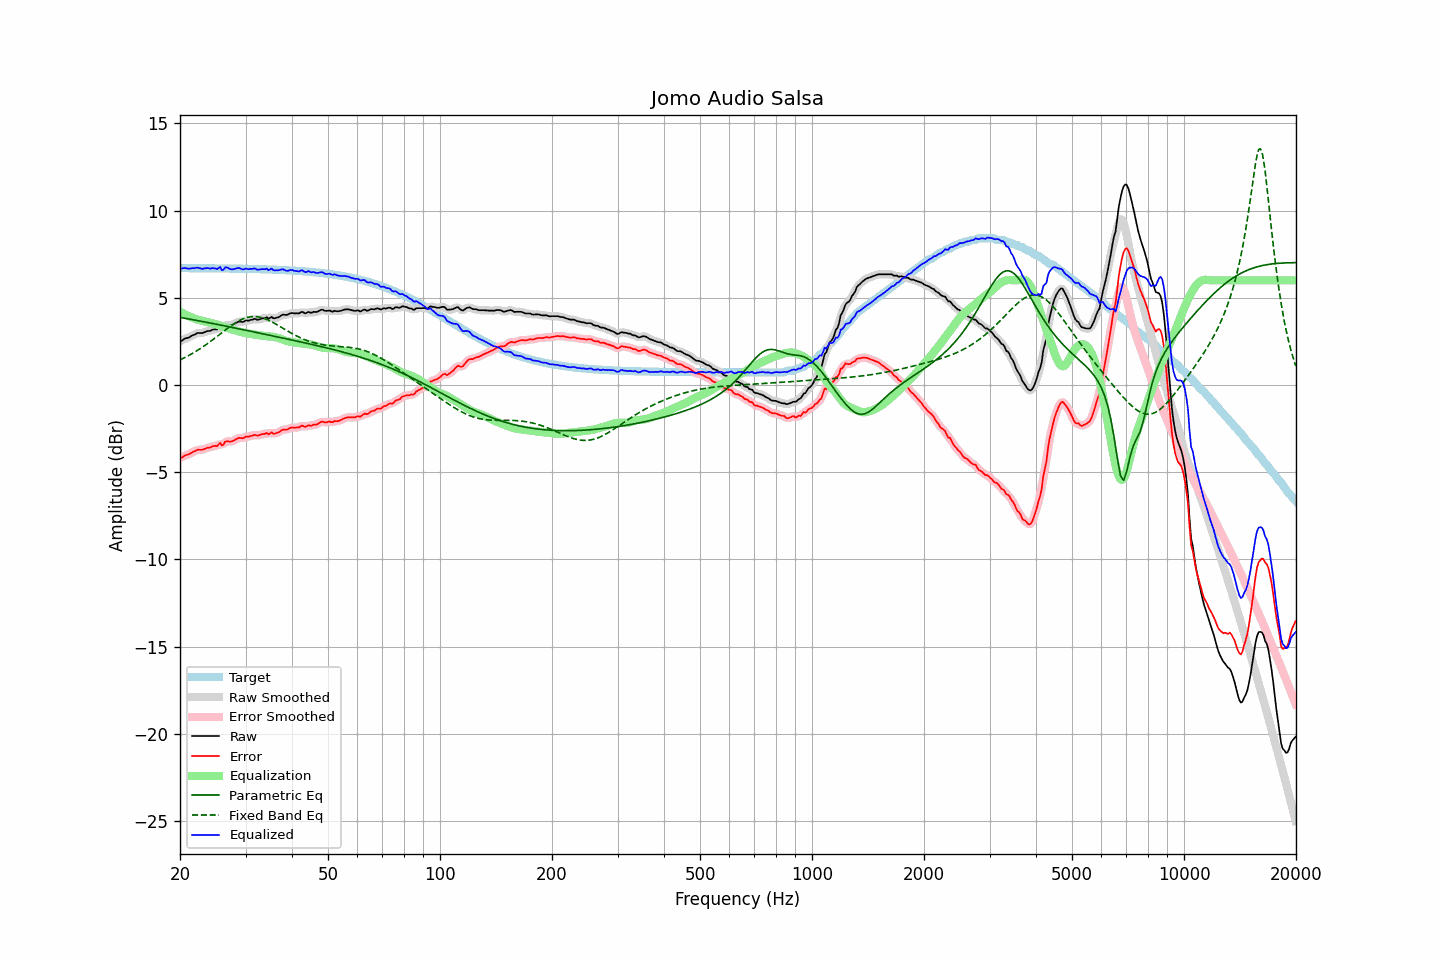 Jomo Audio Salsa
15
10
5
0
−5
−10
−15
−20
−25
Amplitude (dBr)
Target
Raw Smoothed
Error Smoothed
Raw
Error
Equalization
Parametric Eq
Fixed Band Eq
Equalized
20 50 100 200 500 1000 2000 5000 10000 20000
Frequency (Hz)